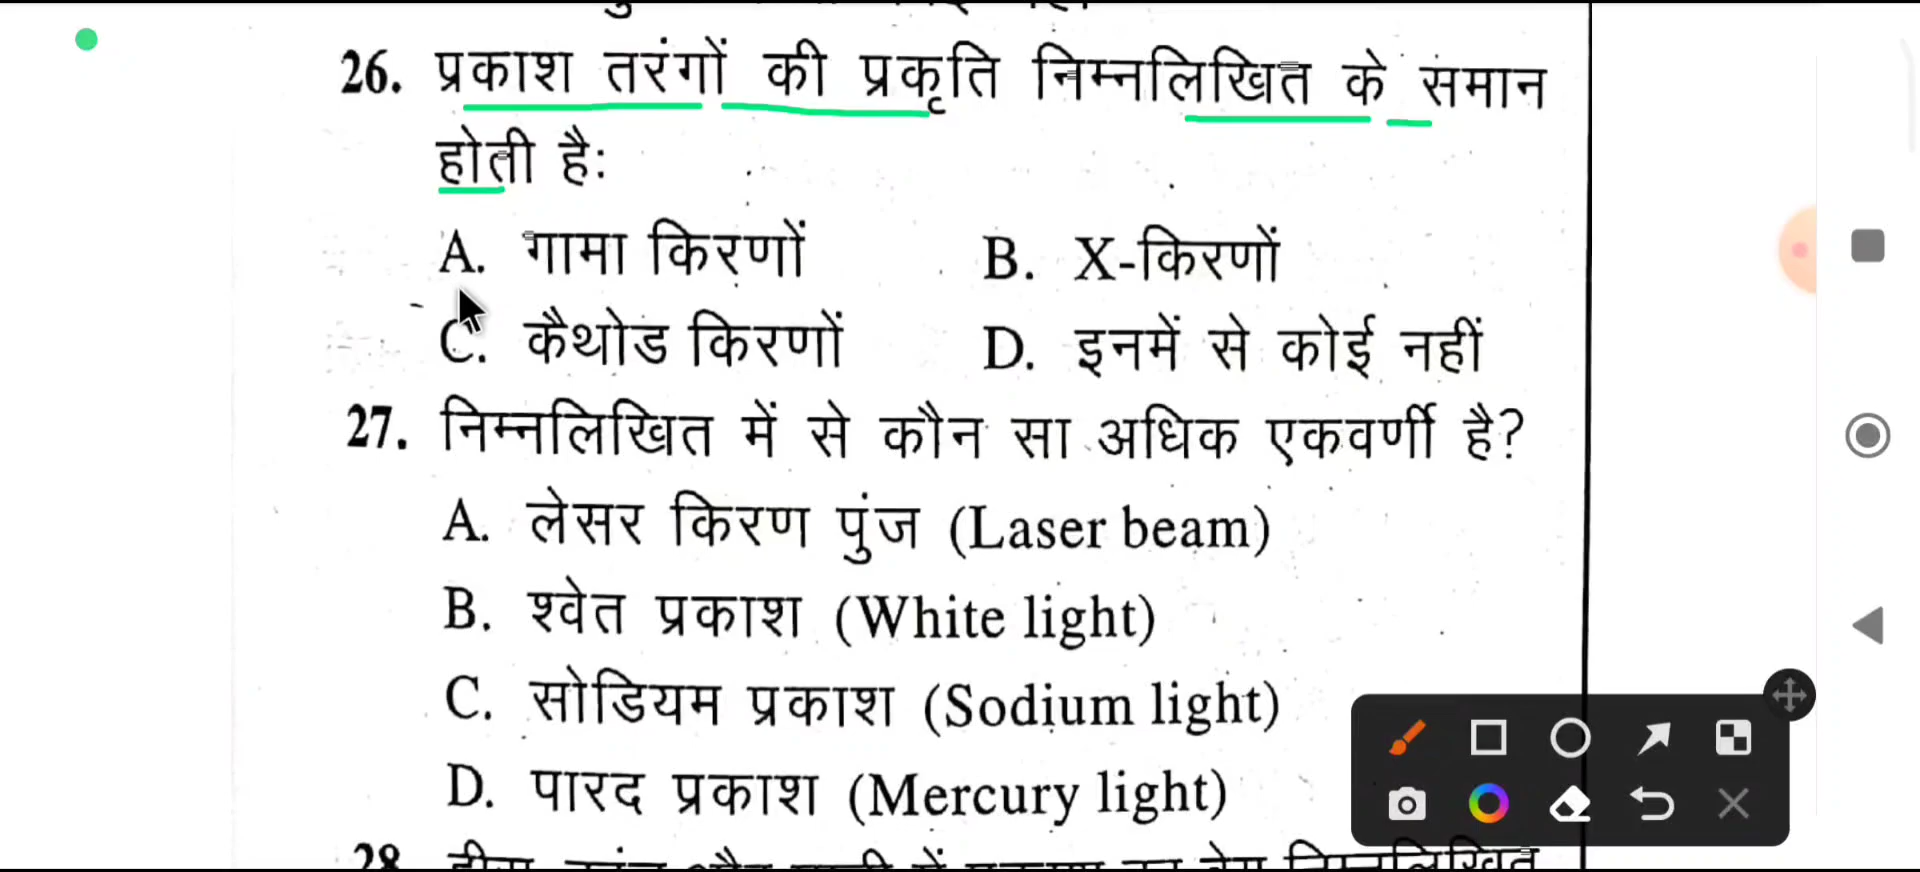 26. प्रकाश तरंगों की प्रकृति निम्नलिखित के समान
होती है:
A. गामा किरणों B. X-किरणों
C. कैथोड किरणों D. इनमें से कोई नहीं
27. निम्नलिखित में से कौन सा अधिक एकवर्णी है?
A. लेसर किरण पुंज (Laser beam)
B. श्वेत प्रकाश (White light)
C. सोडियम प्रकाश (Sodium light)
D. पारद प्रकाश (Mercury light)
28